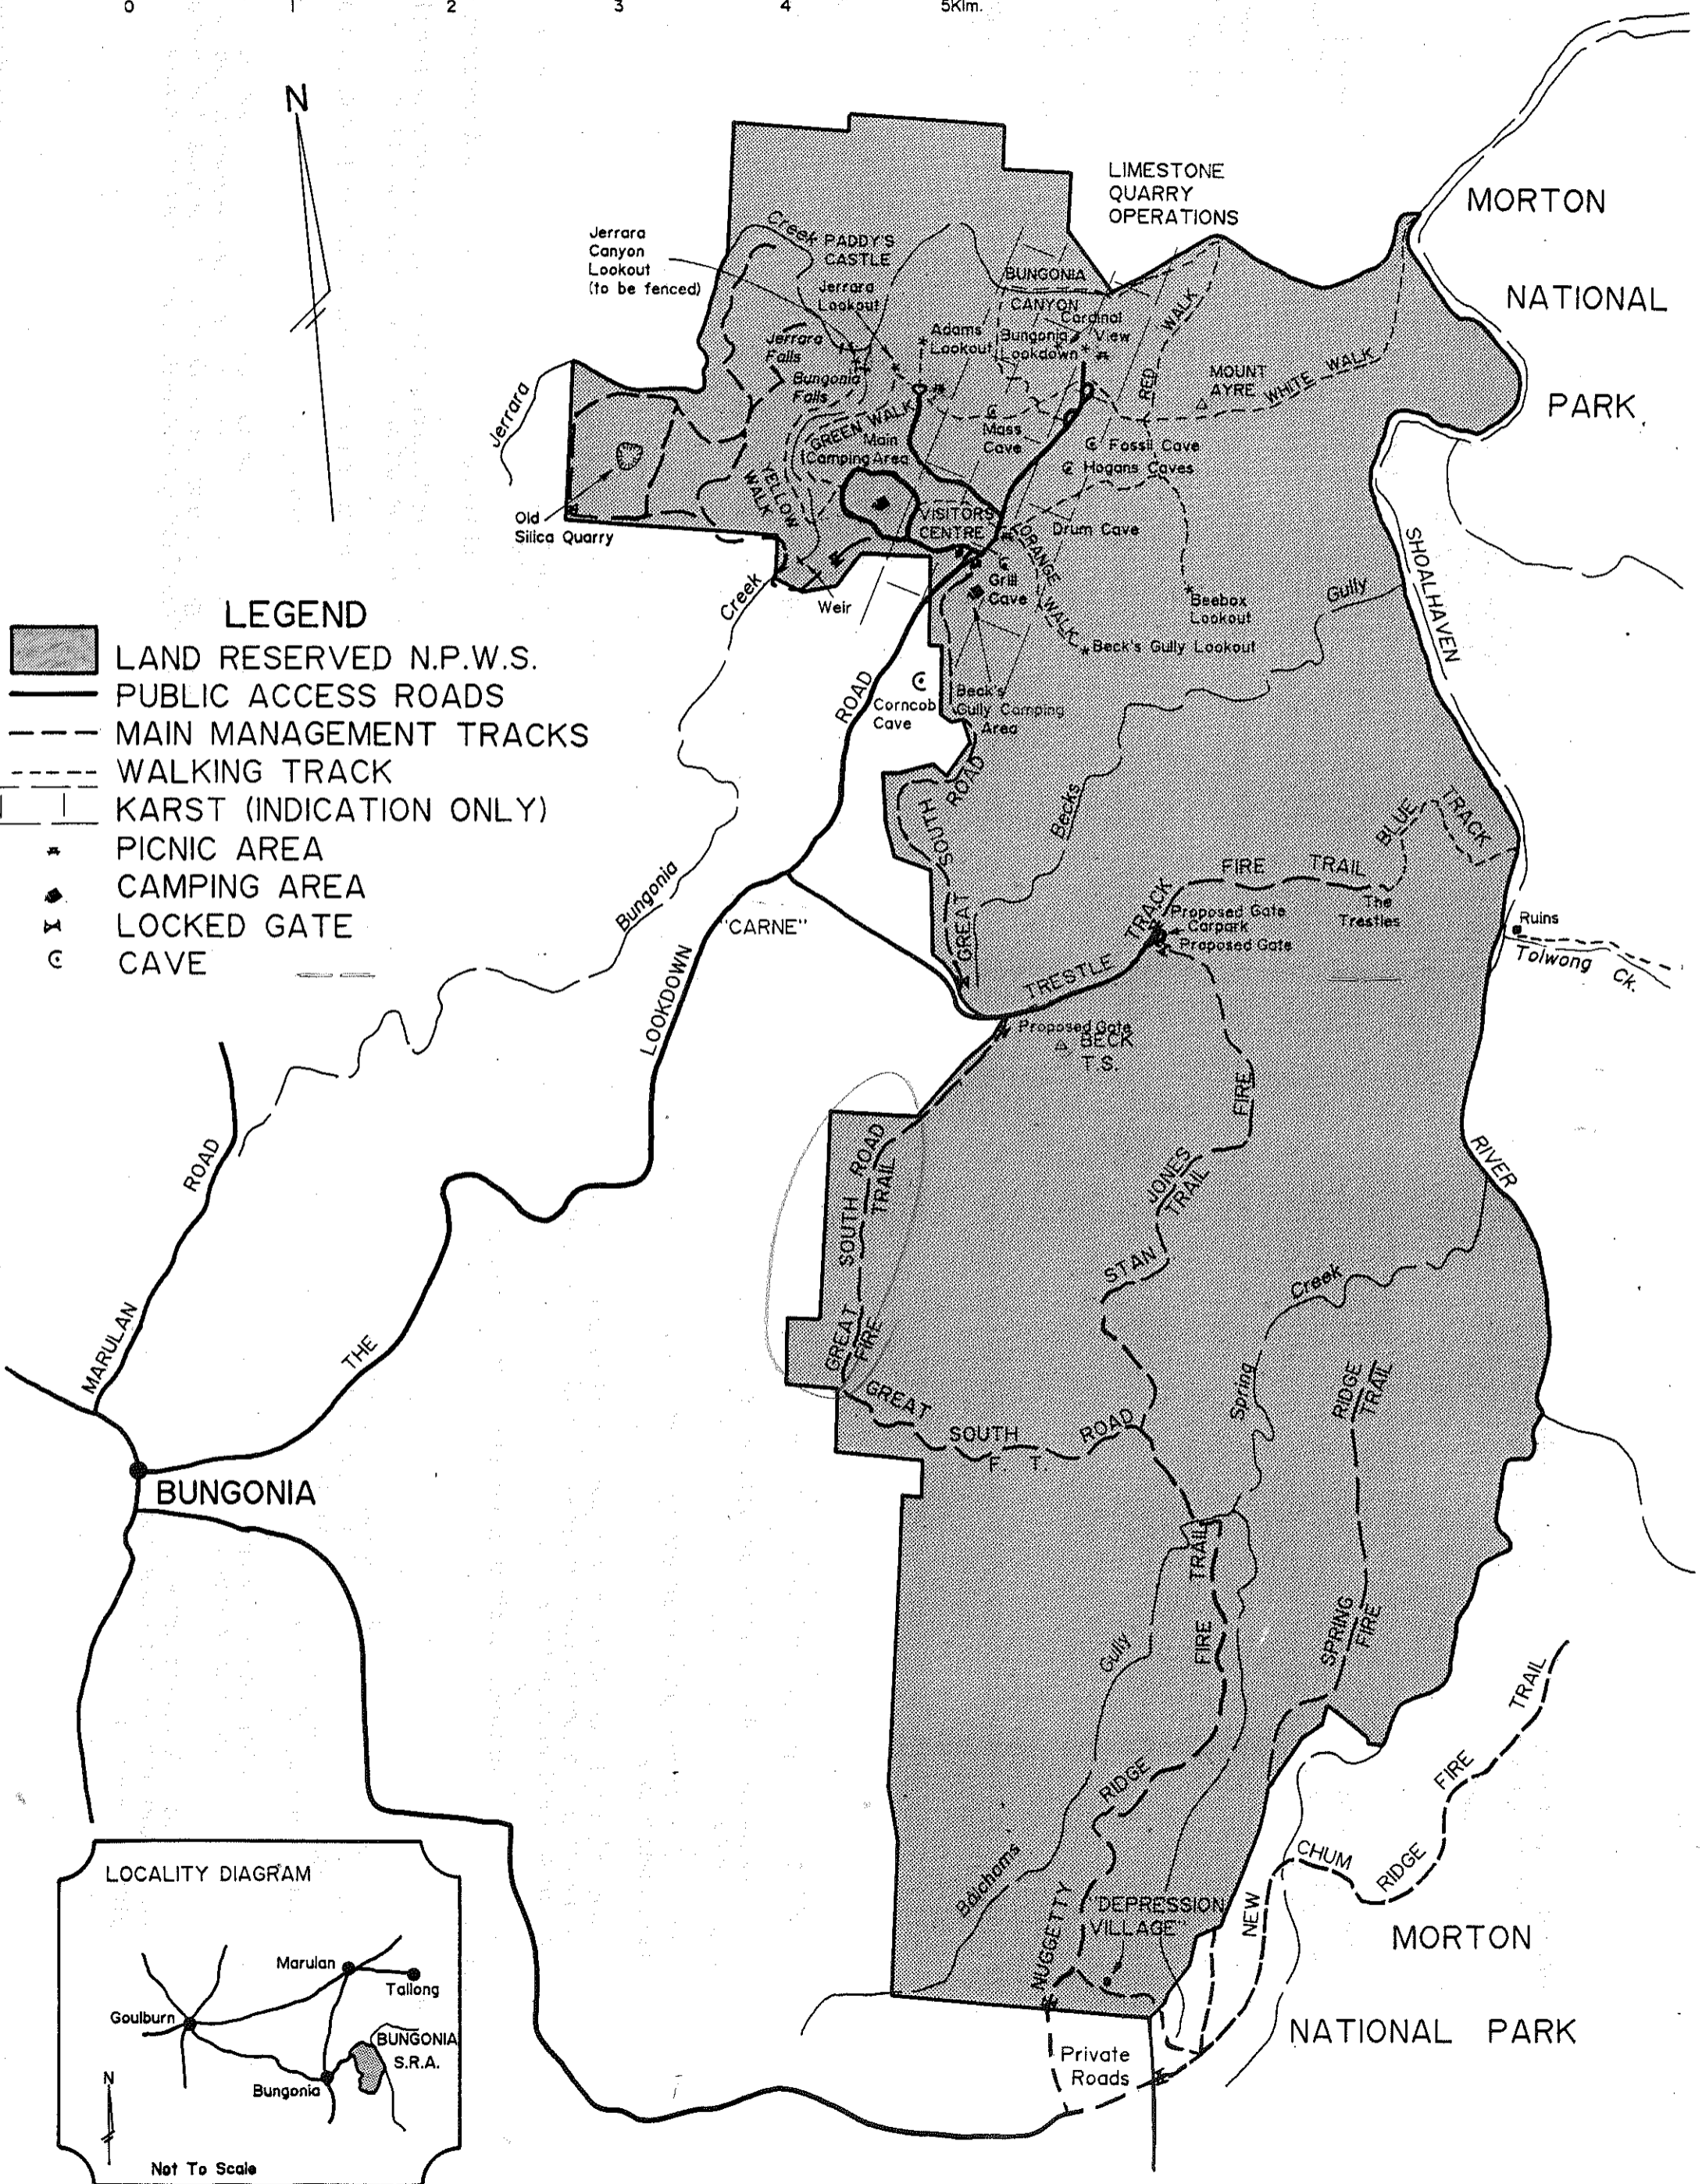 0 1 2 3 4 5Klm.
N
LIMESTONE
QUARRY
OPERATIONS
MORTON
NATIONAL
PARK
Jerrara
Canyon
Lookout
(to be fenced)
Creek
PADDY'S
CASTLE
Jerrara
Lookout
BUNGONIA
CANYON
Cardinal
View
Adams
Lookout
Bungonia
Lookdown
RED WALK
MOUNT
AYRE
WHITE WALK
Jerrara
Falls
Bungonia
Falls
Jerrara
GREEN WALK
Main
Camping Area
Mass
Cave
Fossil Cave
Hogans Caves
YELLOW
WALK
VISITORS
CENTRE
Drum Cave
Old
Silica Quarry
ORANGE WALK
Grill
Cave
Weir
Creek
Beebox
Lookout
Beck's Gully Lookout
Gully
SHOALHAVEN
LEGEND
LAND RESERVED N.P.W.S.
PUBLIC ACCESS ROADS
MAIN MANAGEMENT TRACKS
WALKING TRACK
KARST (INDICATION ONLY)
PICNIC AREA
CAMPING AREA
LOCKED GATE
CAVE
ROAD
Corncob
Cave
Beck's
Gully Camping
Area
ROAD
SOUTH
GREAT
Becks
BLUE TRACK
FIRE TRAIL
The
Trestles
Bungonia
"CARNE"
TRESTLE TRACK
Proposed Gate
Carpark
Proposed Gate
Ruins
Tolwong Ck.
LOOKDOWN
Proposed Gate
BECK
T.S.
FIRE
JONES
TRAIL
STAN
RIVER
ROAD
MARULAN
THE
SOUTH ROAD
TRAIL
GREAT
FIRE
Creek
Spring
RIDGE
TRAIL
GREAT
SOUTH ROAD
F. T.
BUNGONIA
TRAIL
FIRE
Gully
SPRING
FIRE
RIDGE
Balchams
NUGGETTY
"DEPRESSION
VILLAGE"
NEW
CHUM
RIDGE
FIRE
TRAIL
MORTON
NATIONAL PARK
Private
Roads
LOCALITY DIAGRAM
Marulan
Tallong
Goulburn
BUNGONIA
S.R.A.
Bungonia
N
Not To Scale